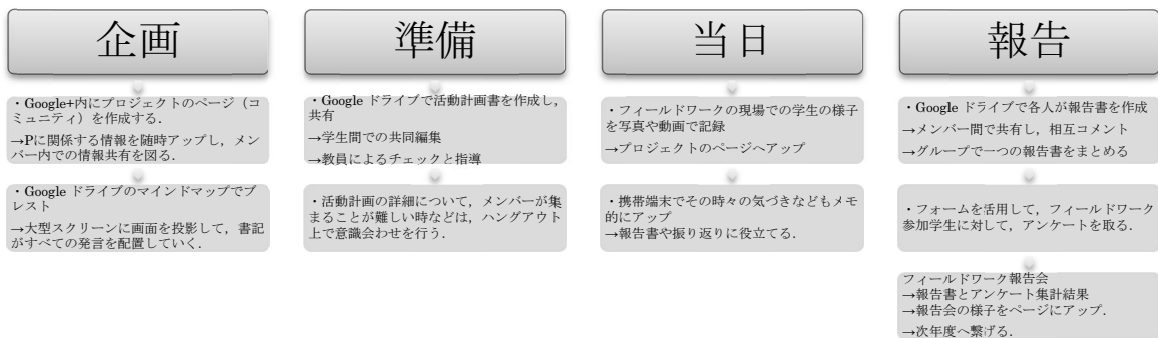 企画
・Google+内にプロジェクトのページ（コ
ミュニティ）を作成する．
→Pに関係する情報を随時アップし，メン
バー内での情報共有を図る．
・Google ドライブのマインドマップでブ
レスト
→大型スクリーンに画面を投影して，書記
がすべての発言を配置していく．
準備
・Google ドライブで活動計画書を作成し，
共有
→学生間での共同編集
→教員によるチェックと指導
・活動計画の詳細について，メンバーが集
まることが難しい時などは，ハングアウト
上で意識会わせを行う．
当日
・フィールドワークの現場での学生の様子
を写真や動画で記録
→プロジェクトのページへアップ
・携帯端末でその時々の気づきなどもメモ
的にアップ
→報告書や振り返りに役立てる．
報告
・Google ドライブで各人が報告書を作成
→メンバー間で共有し，相互コメント
→グループで一つの報告書をまとめる
・フォームを活用して，フィールドワーク
参加学生に対して，アンケートを取る．
フィールドワーク報告会
→報告書とアンケート集計結果
→報告会の様子をページにアップ．
→次年度へ繋げる．